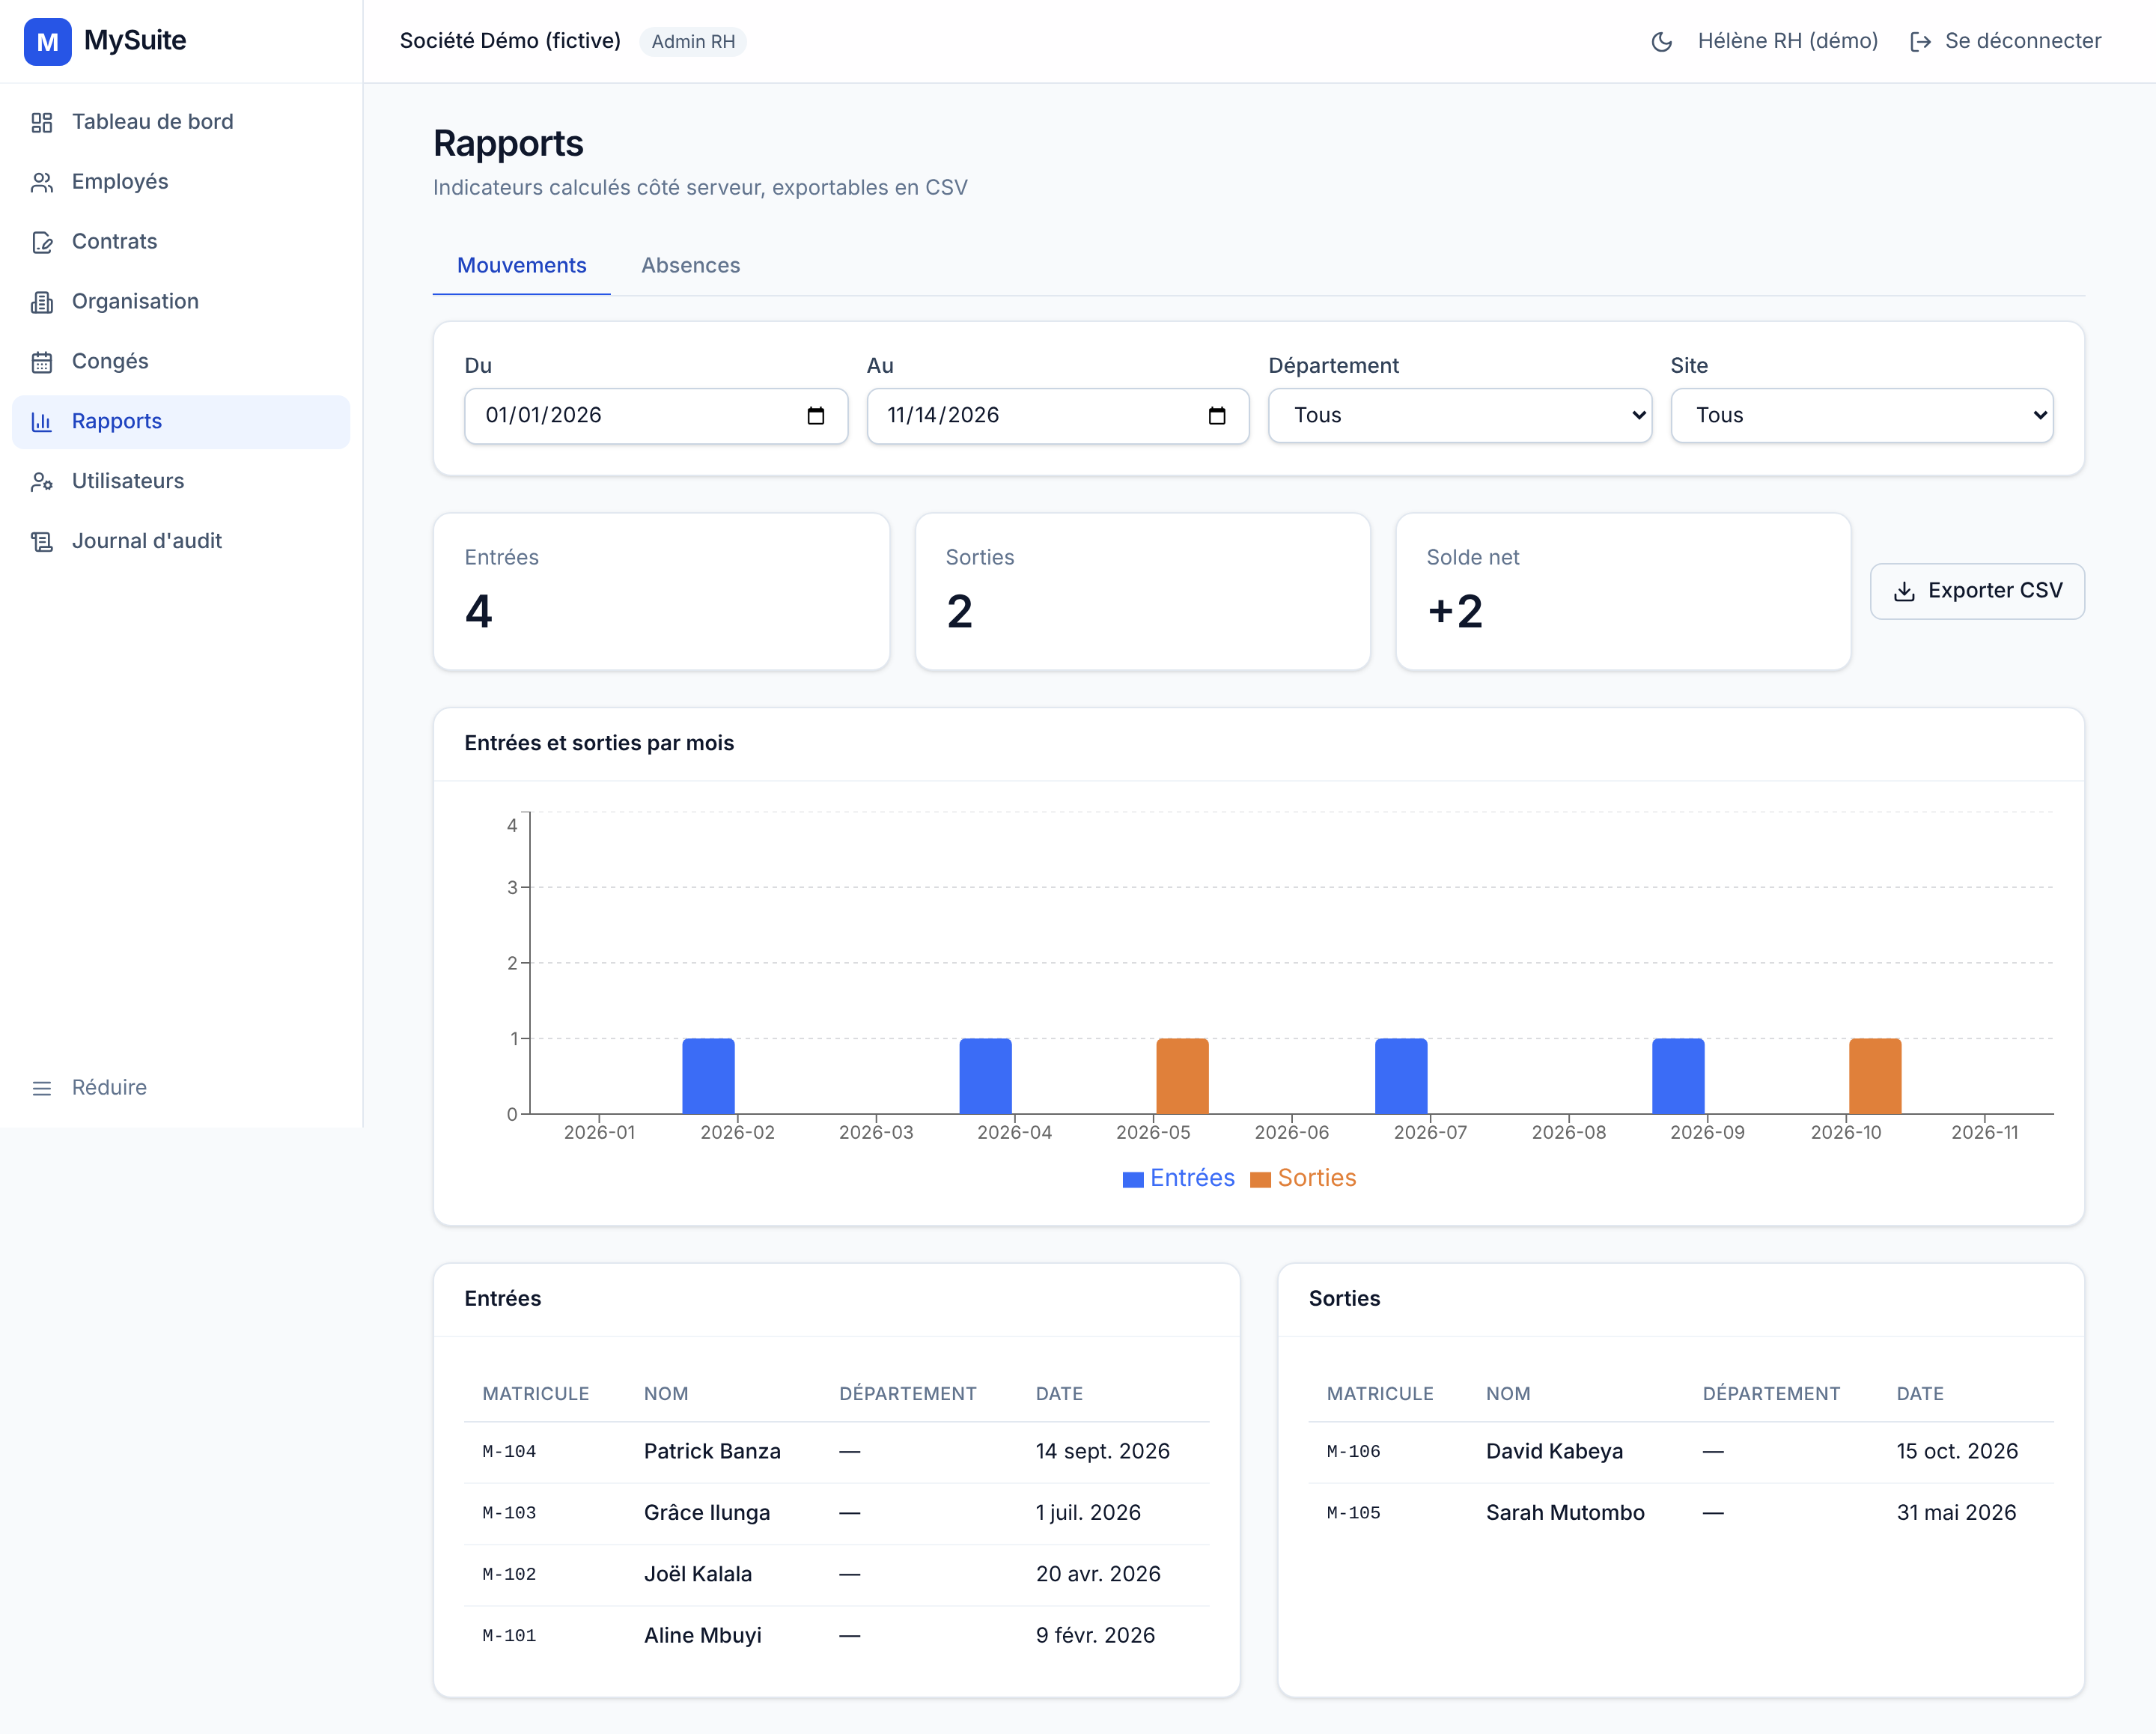 M MySuite
Société Démo (fictive) Admin RH Hélène RH (démo) Se déconnecter
Tableau de bord
Employés
Contrats
Organisation
Congés
Rapports
Utilisateurs
Journal d'audit
Réduire
Rapports
Indicateurs calculés côté serveur, exportables en CSV
Mouvements Absences
Du Au Département Site
01/01/2026 11/14/2026 Tous Tous
Entrées Sorties Solde net
4 2 +2
Exporter CSV
Entrées et sorties par mois
4
3
2
1
0
2026-01 2026-02 2026-03 2026-04 2026-05 2026-06 2026-07 2026-08 2026-09 2026-10 2026-11
Entrées Sorties
Entrées
MATRICULE NOM DÉPARTEMENT DATE
M-104 Patrick Banza — 14 sept. 2026
M-103 Grâce Ilunga — 1 juil. 2026
M-102 Joël Kalala — 20 avr. 2026
M-101 Aline Mbuyi — 9 févr. 2026
Sorties
MATRICULE NOM DÉPARTEMENT DATE
M-106 David Kabeya — 15 oct. 2026
M-105 Sarah Mutombo — 31 mai 2026